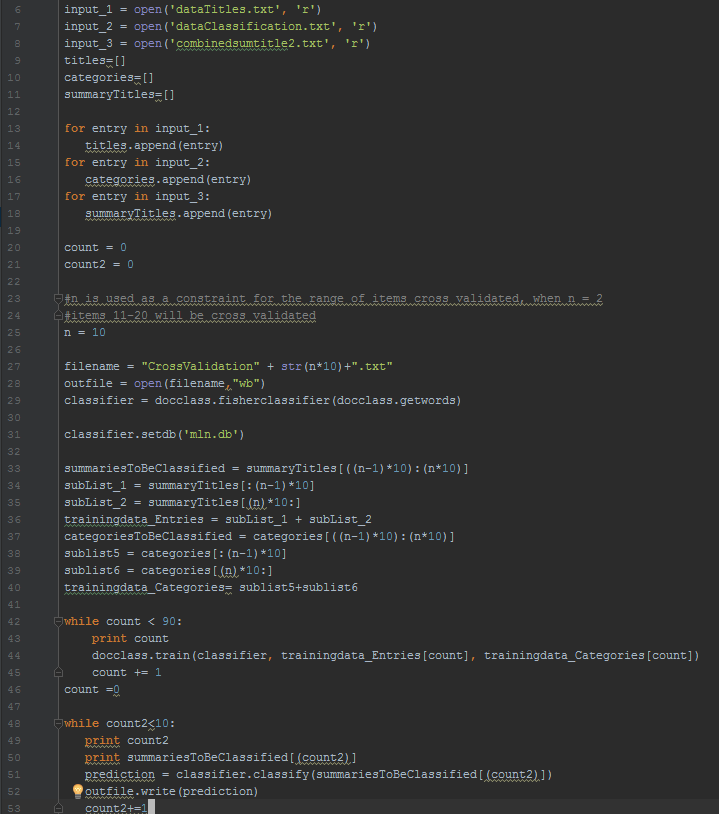 6 input_1 = open('dataTitles.txt', 'r')
7 input_2 = open('dataClassification.txt', 'r')
8 input_3 = open('combinedsumtitle2.txt', 'r')
9 titles=[]
10 categories=[]
11 summaryTitles=[]
12
13 for entry in input_1:
14    titles.append(entry)
15 for entry in input_2:
16    categories.append(entry)
17 for entry in input_3:
18    summaryTitles.append(entry)
19
20 count = 0
21 count2 = 0
22
23 #n is used as a constraint for the range of items cross validated, when n = 2
24 #items 11-20 will be cross validated
25 n = 10
26
27 filename = "CrossValidation" + str(n*10)+".txt"
28 outfile = open(filename,"wb")
29 classifier = docclass.fisherclassifier(docclass.getwords)
30
31 classifier.setdb('mln.db')
32
33 summariesToBeClassified = summaryTitles[((n-1)*10):(n*10)]
34 subList_1 = summaryTitles[:(n-1)*10]
35 subList_2 = summaryTitles[(n)*10:]
36 trainingdata_Entries = subList_1 + subList_2
37 categoriesToBeClassified = categories[((n-1)*10):(n*10)]
38 sublist5 = categories[:(n-1)*10]
39 sublist6 = categories[(n)*10:]
40 trainingdata_Categories= sublist5+sublist6
41
42 while count < 90:
43     print count
44     docclass.train(classifier, trainingdata_Entries[count], trainingdata_Categories[count])
45     count += 1
46 count =0
47
48 while count2<10:
49    print count2
50    print summariesToBeClassified[(count2)]
51    prediction = classifier.classify(summariesToBeClassified[(count2)])
52    outfile.write(prediction)
53    count2+=1